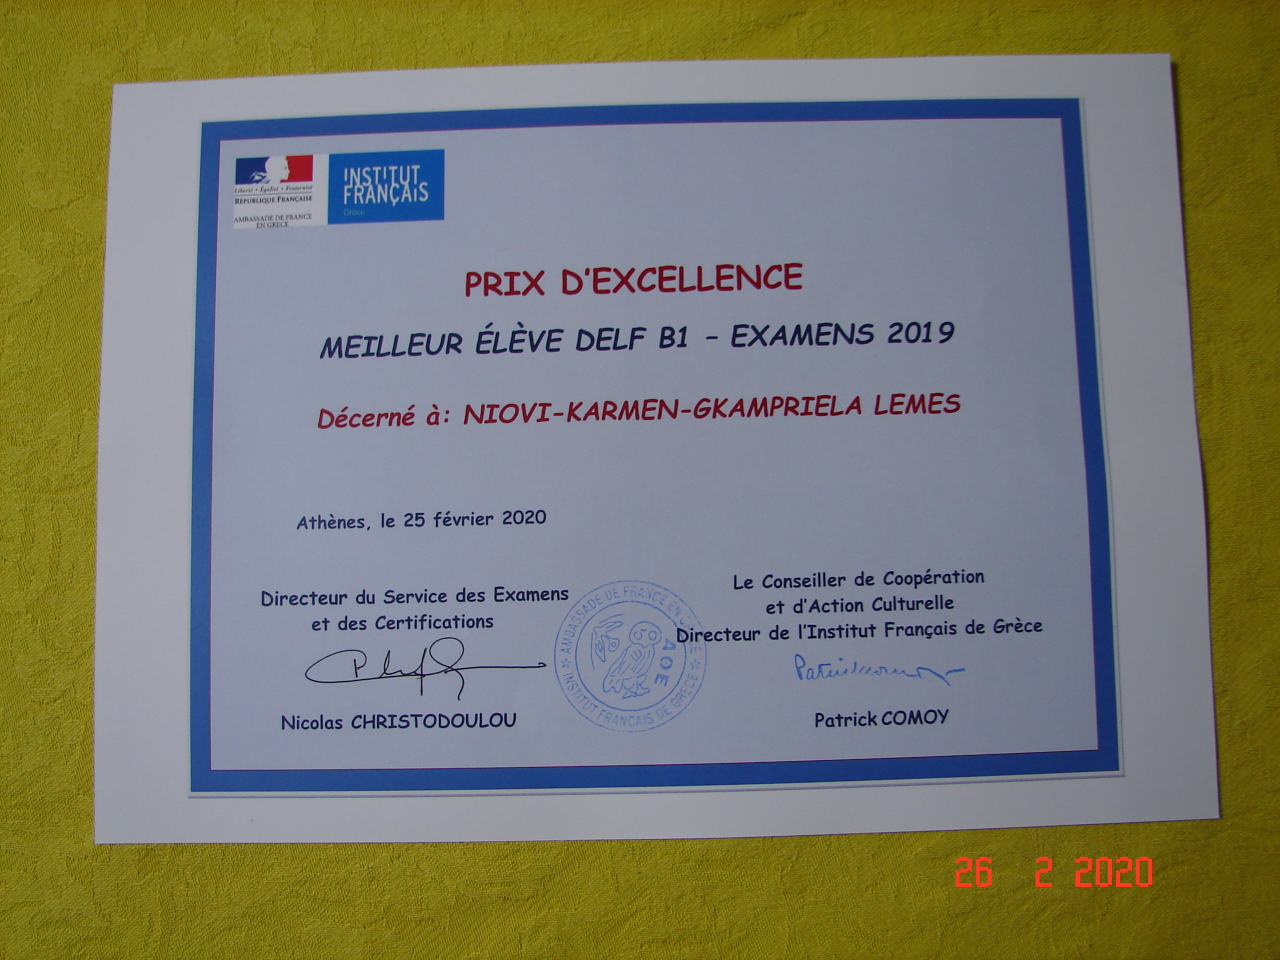 Liberté • Égalité • Fraternité
RÉPUBLIQUE FRANÇAISE
AMBASSADE DE FRANCE
EN GRÈCE
INSTITUT
FRANÇAIS
Grèce
PRIX D'EXCELLENCE
MEILLEUR ÉLÈVE DELF B1 – EXAMENS 2019
Décerné à: NIOVI-KARMEN-GKAMPRIELA LEMES
Athènes, le 25 février 2020
Directeur du Service des Examens
et des Certifications
Nicolas CHRISTODOULOU
AMBASSADE DE FRANCE EN GRÈCE
INSTITUT FRANÇAIS DE GRÈCE
ΑΘΕ
Le Conseiller de Coopération
et d'Action Culturelle
Directeur de l'Institut Français de Grèce
Patrick COMOY
26 2 2020